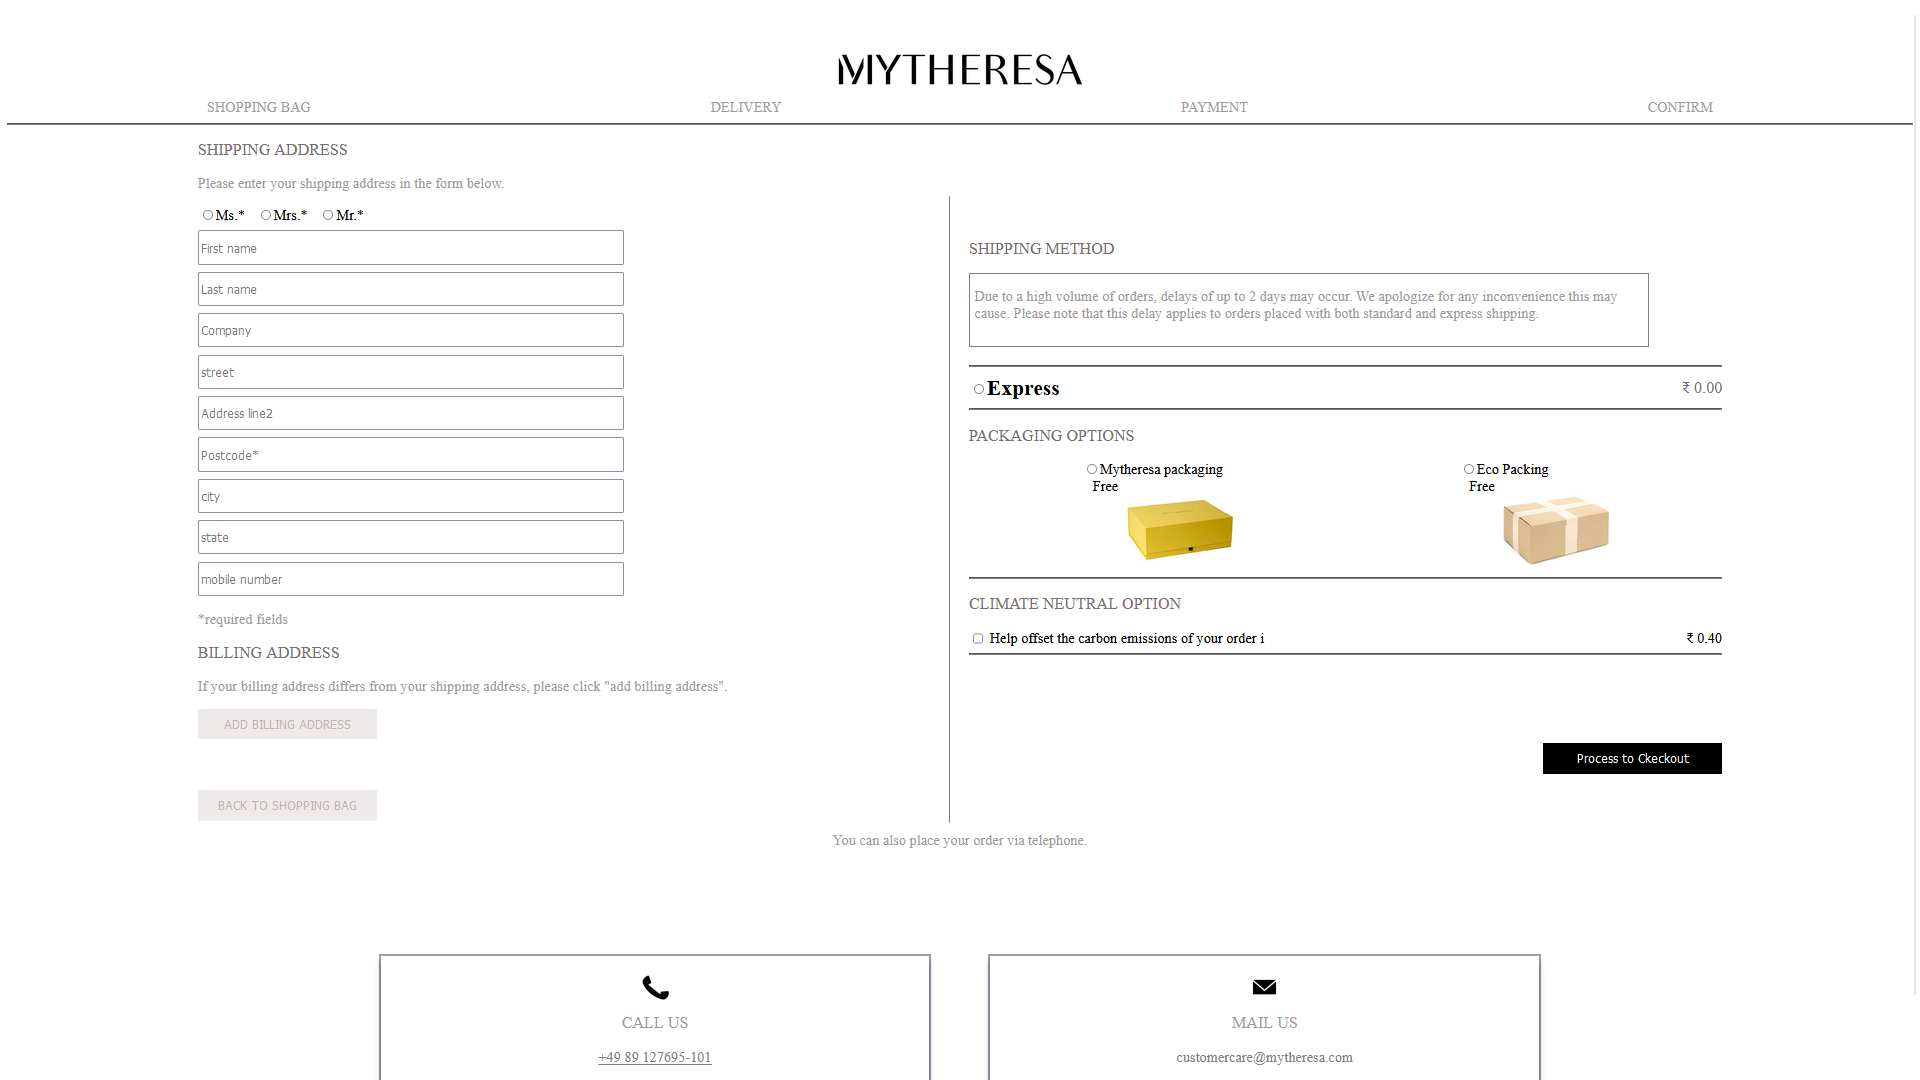 MYTHERESA
SHOPPING BAG
DELIVERY
PAYMENT
CONFIRM
SHIPPING ADDRESS
Please enter your shipping address in the form below.
Ms.* Mrs.* Mr.*
First name
Last name
Company
street
Address line2
Postcode*
city
state
mobile number
*required fields
BILLING ADDRESS
If your billing address differs from your shipping address, please click "add billing address".
ADD BILLING ADDRESS
BACK TO SHOPPING BAG
SHIPPING METHOD
Due to a high volume of orders, delays of up to 2 days may occur. We apologize for any inconvenience this may
cause. Please note that this delay applies to orders placed with both standard and express shipping.
Express ₹ 0.00
PACKAGING OPTIONS
Mytheresa packaging
Free
Eco Packing
Free
CLIMATE NEUTRAL OPTION
Help offset the carbon emissions of your order i ₹ 0.40
Process to Ckeckout
You can also place your order via telephone.
CALL US
+49 89 127695-101
MAIL US
customercare@mytheresa.com